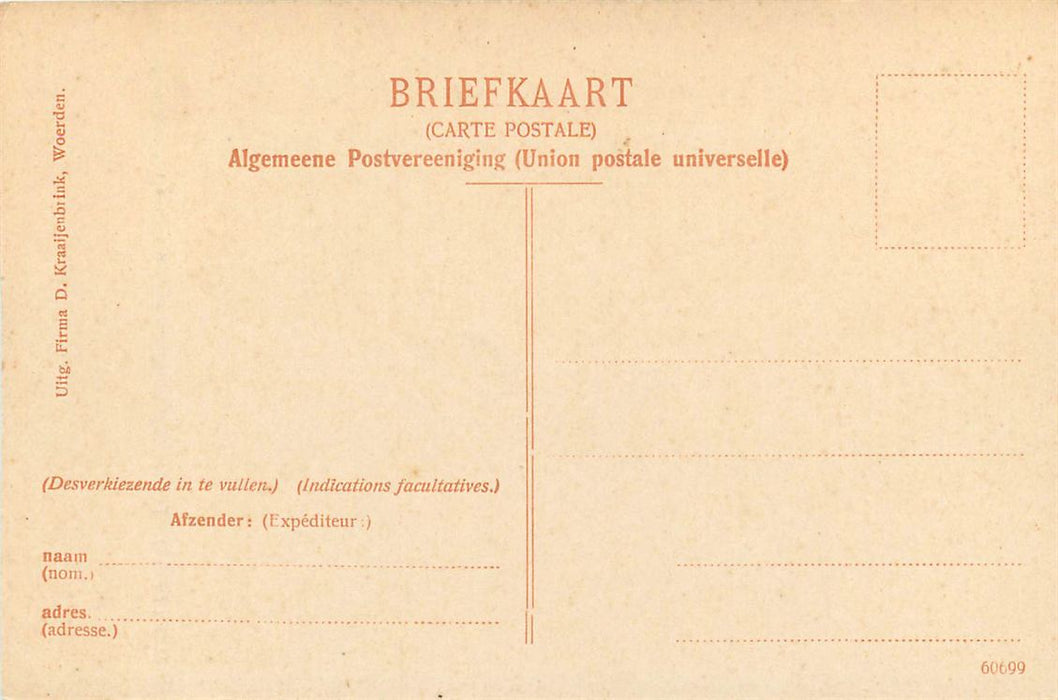 BRIEFKAART
(CARTE POSTALE)
Algemeene Postvereeniging (Union postale universelle)
Uitg. Firma D. Kraaijenbrink, Woerden.
(Desverkiezende in te vullen.) (Indications facultatives.)
Afzender: (Expéditeur:)
naam
(nom.)
adres.
(adresse.)
60699